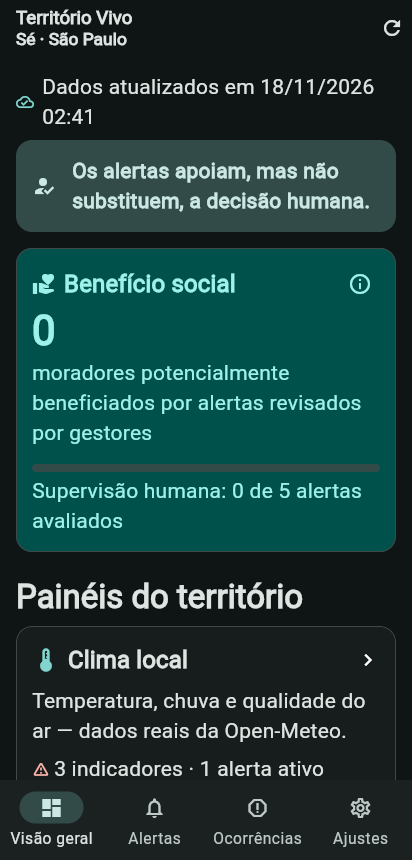 Território Vivo
Sé · São Paulo
Dados atualizados em 18/11/2026
02:41
Os alertas apoiam, mas não
substituem, a decisão humana.
Benefício social
0
moradores potencialmente
beneficiados por alertas revisados
por gestores
Supervisão humana: 0 de 5 alertas
avaliados
Painéis do território
Clima local
Temperatura, chuva e qualidade do
ar — dados reais da Open-Meteo.
3 indicadores · 1 alerta ativo
Visão geral
Alertas
Ocorrências
Ajustes